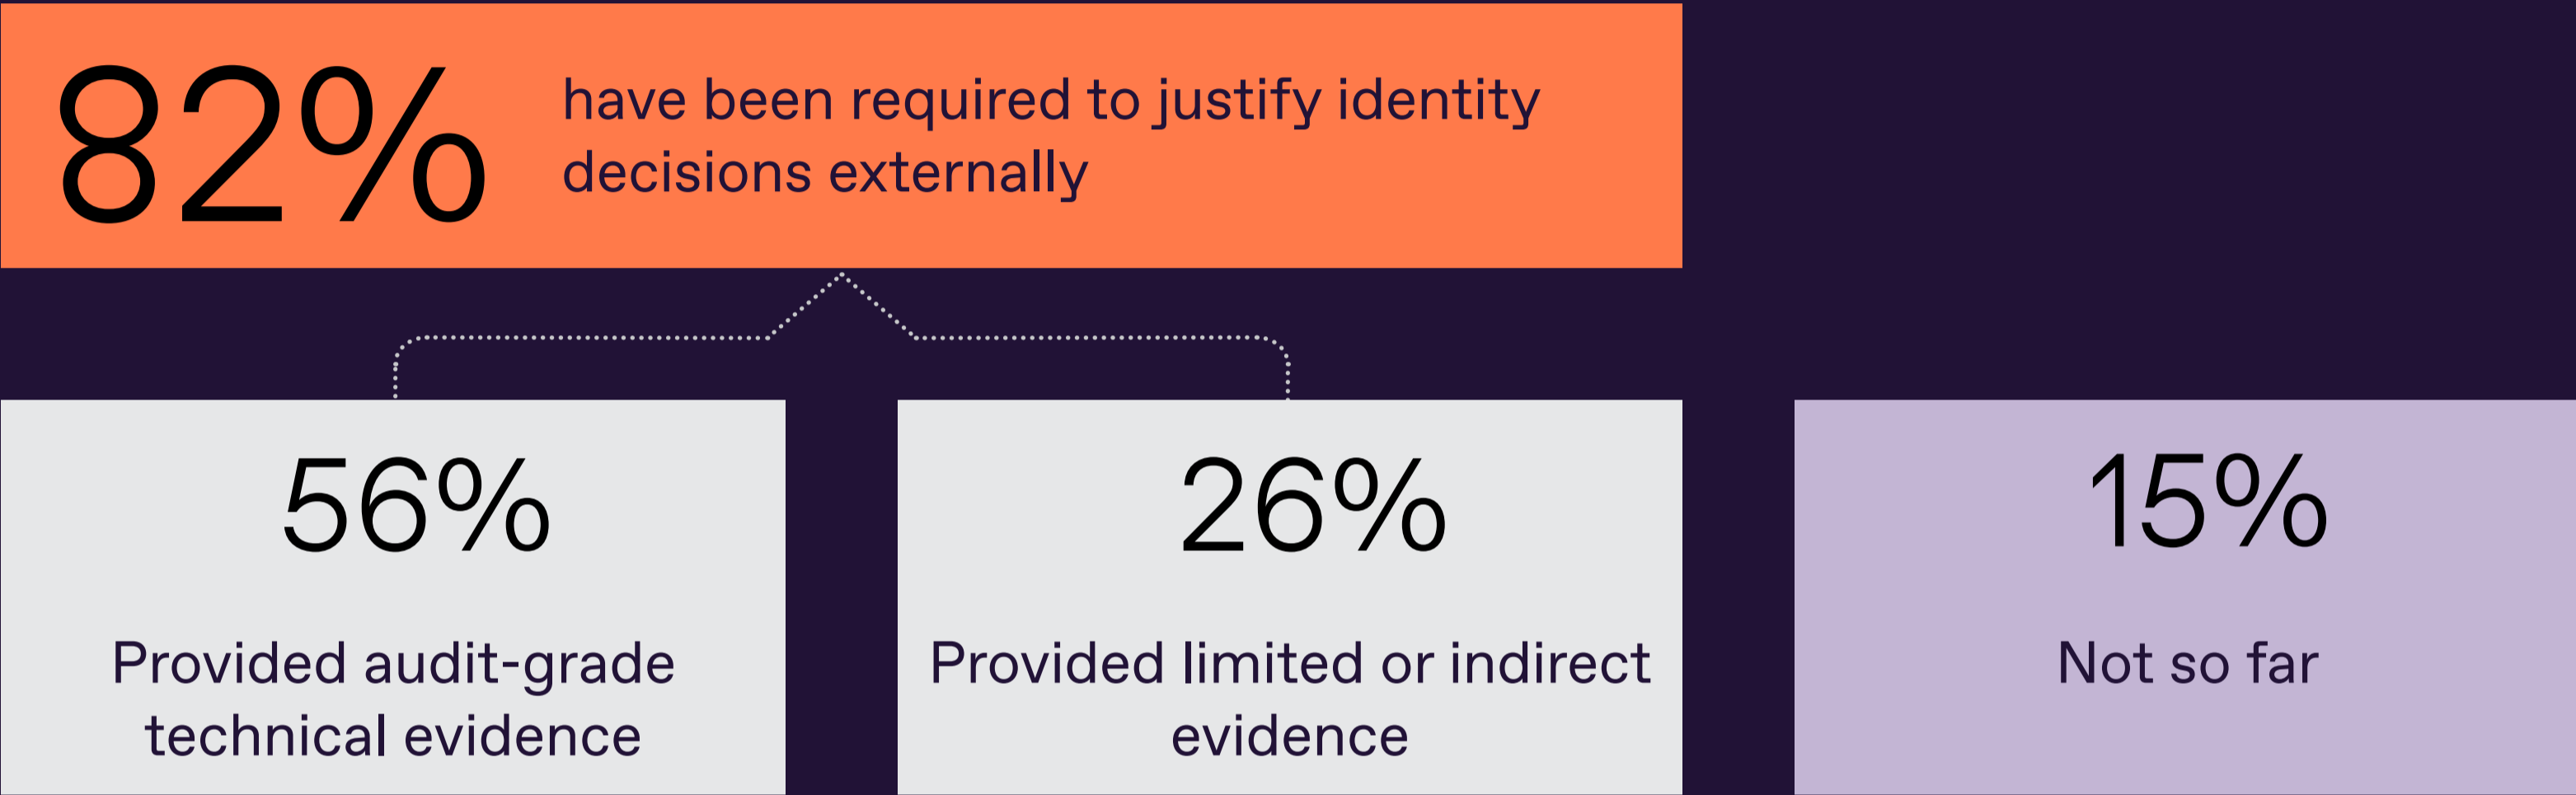 82%
have been required to justify identity
decisions externally
56%
Provided audit-grade
technical evidence
26%
Provided limited or indirect
evidence
15%
Not so far